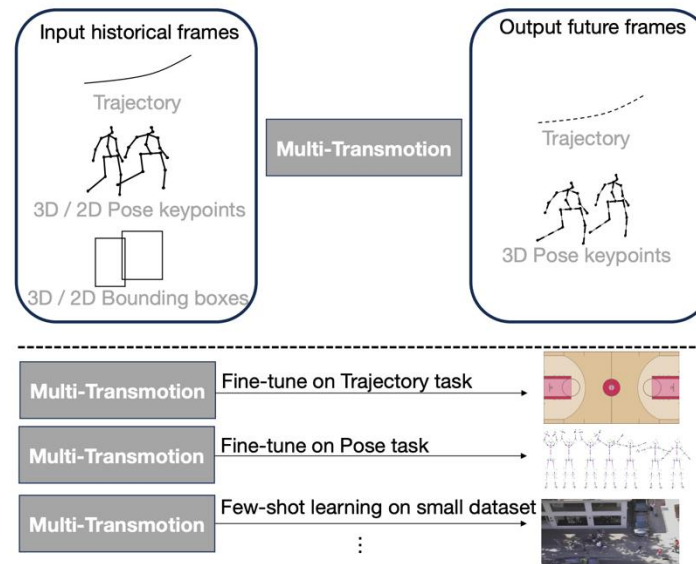 Input historical frames
Trajectory
3D / 2D Pose keypoints
3D / 2D Bounding boxes
Multi-Transmotion
Output future frames
Trajectory
3D Pose keypoints
Multi-Transmotion
Fine-tune on Trajectory task
Multi-Transmotion
Fine-tune on Pose task
Multi-Transmotion
Few-shot learning on small dataset
⋮